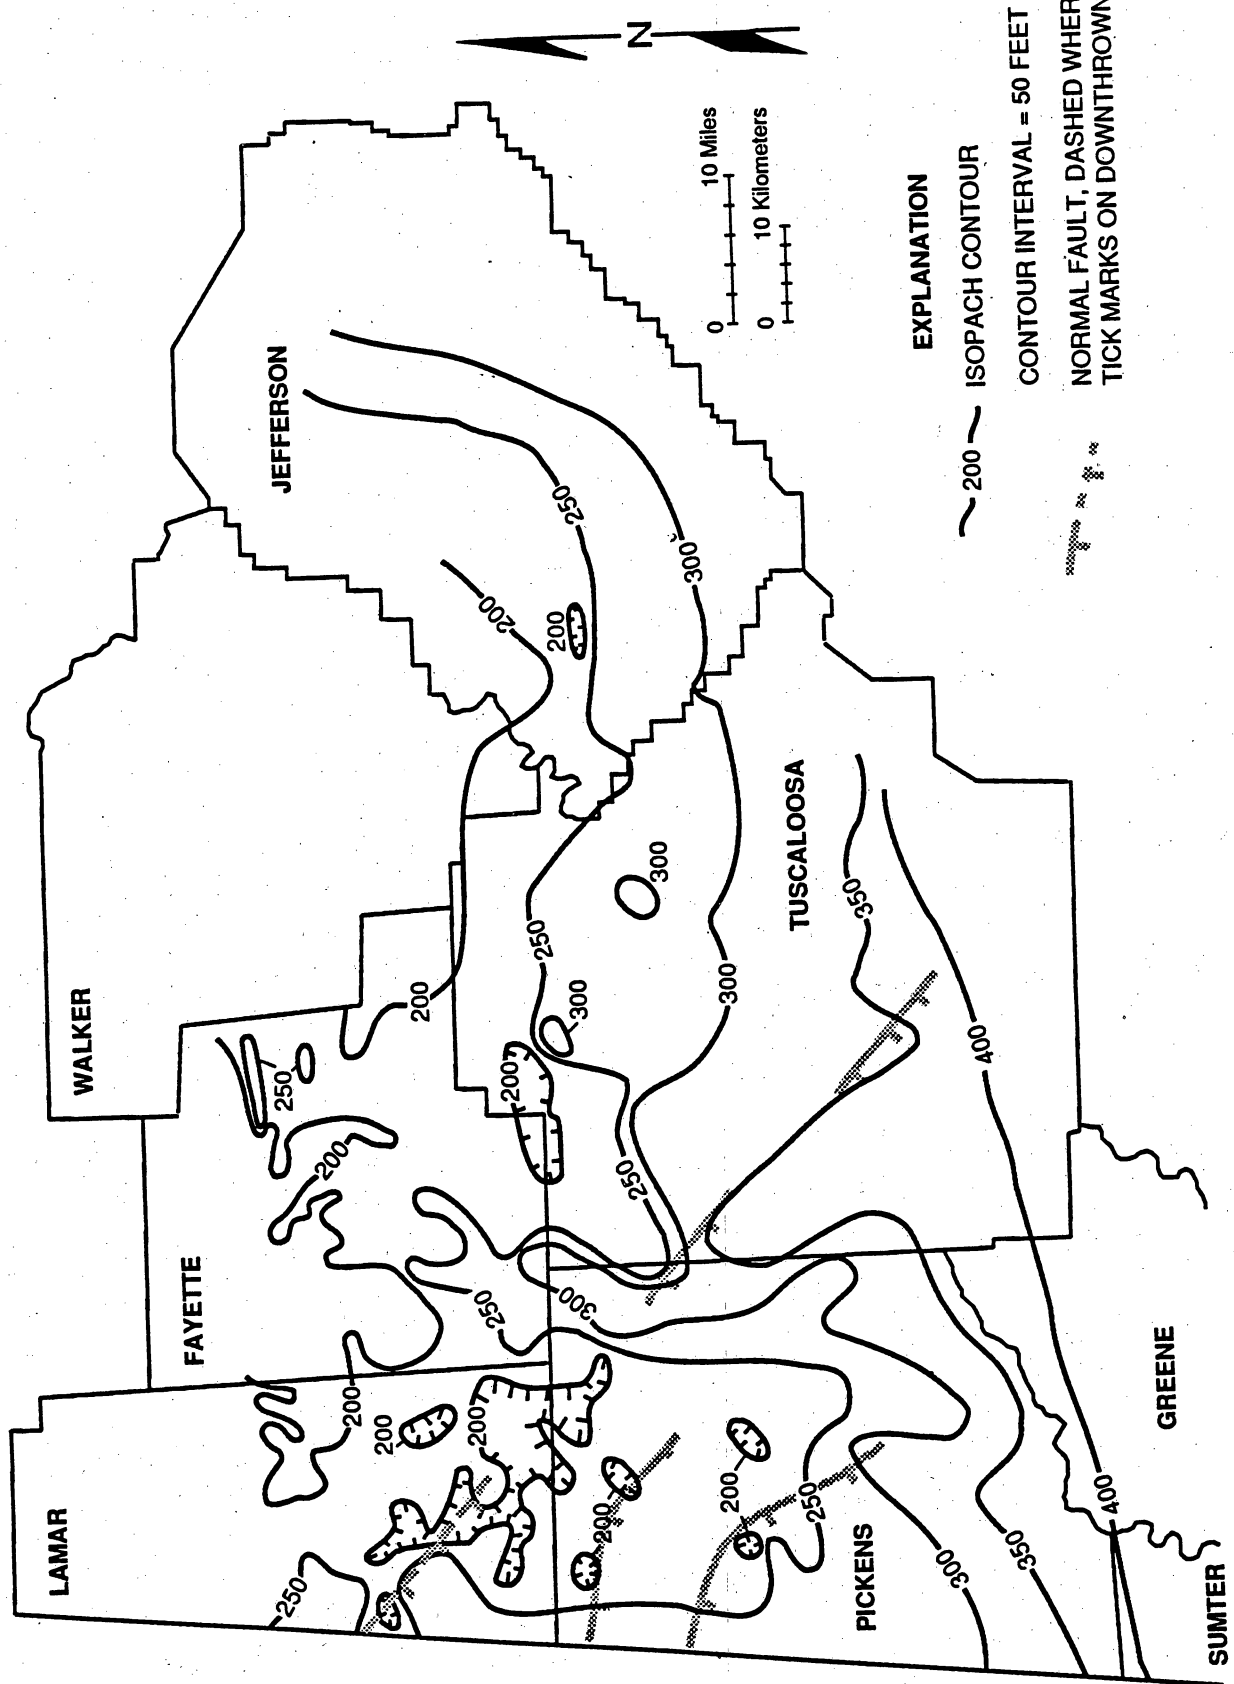 LAMAR
WALKER
FAYETTE
JEFFERSON
250
250
200
200
200
200
200
250
200
200
250
200
250
300
300
200
250
N
300
300
0 10 Miles
300
200
0 10 Kilometers
TUSCALOOSA
250
350
PICKENS
EXPLANATION
300
200 ISOPACH CONTOUR
400
350
CONTOUR INTERVAL = 50 FEET
NORMAL FAULT, DASHED WHER
400
TICK MARKS ON DOWNTHROWN
GREENE
SUMTER